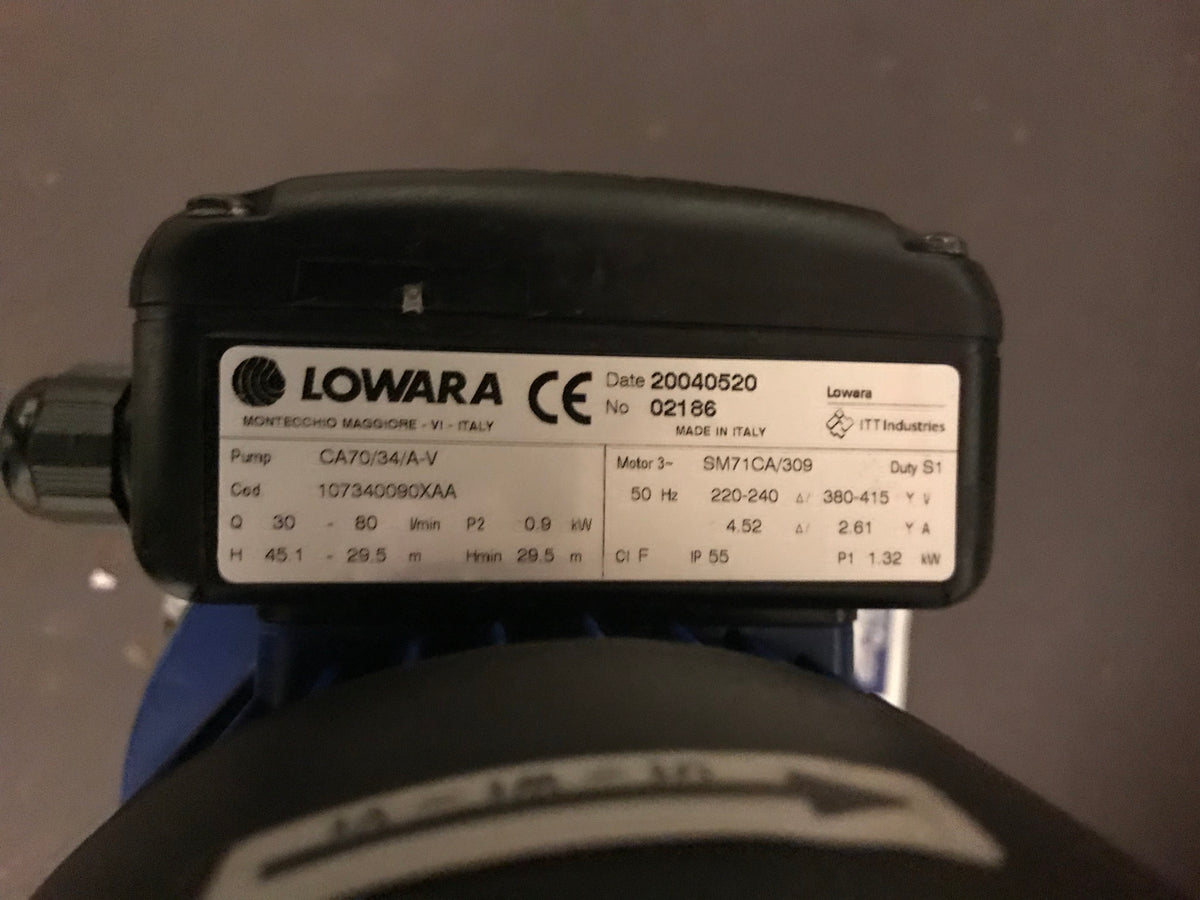 LOWARA CE
MONTECCHIO MAGGIORE - VI - ITALY
Date 20040520
No 02186
MADE IN ITALY
Lowara
ITT Industries
Pump CA70/34/A-V
Cod 107340090XAA
Q 30 - 80 l/min P2 0.9 kW
H 45.1 - 29.5 m Hmin 29.5 m
Motor 3~ SM71CA/309 Duty S1
50 Hz 220-240 Δ/ 380-415 Y V
4.52 Δ/ 2.61 Y A
Cl F IP 55 P1 1.32 kW